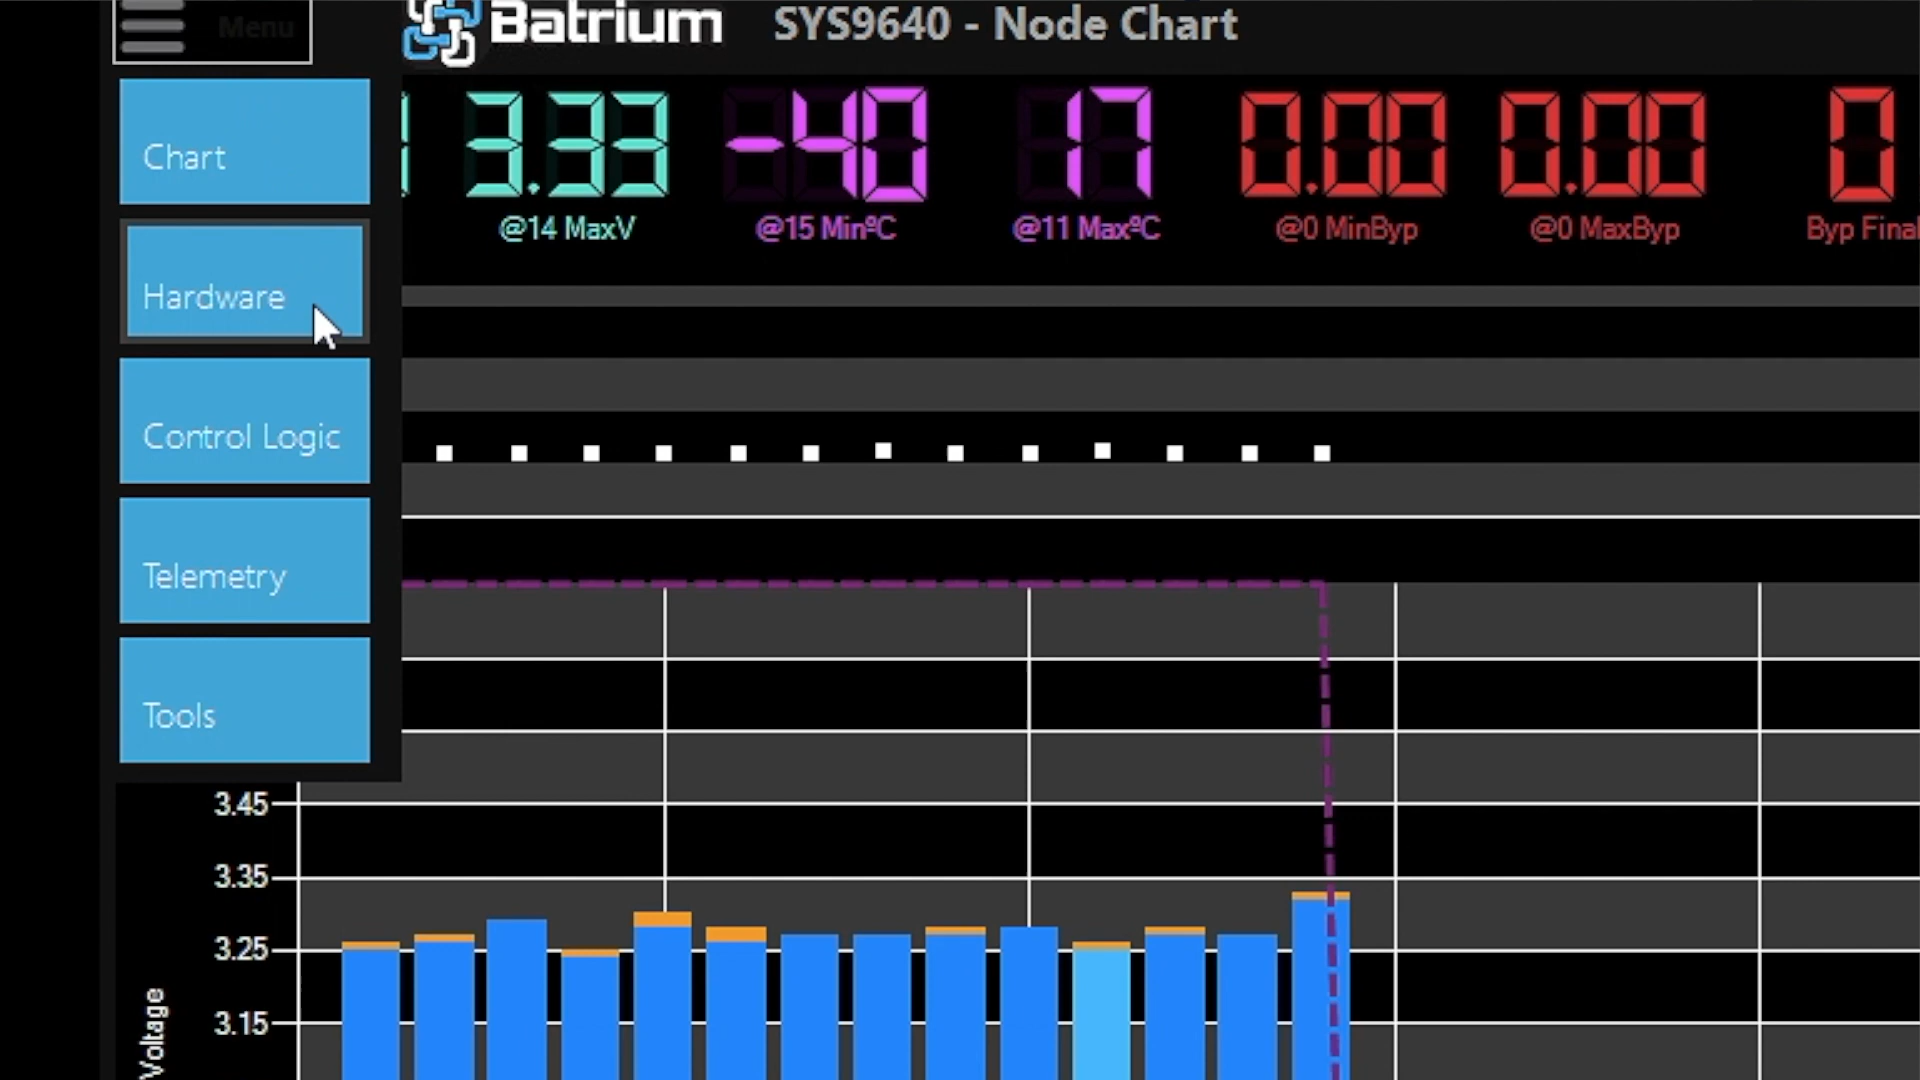 Menu
Batrium
SYS9640 - Node Chart
Chart
Hardware
Control Logic
Telemetry
Tools
3.33
@14 MaxV
-40
@15 MinºC
17
@11 MaxºC
0.00
@0 MinByp
0.00
@0 MaxByp
0
Byp Final
3.45
3.35
3.25
3.15
Voltage